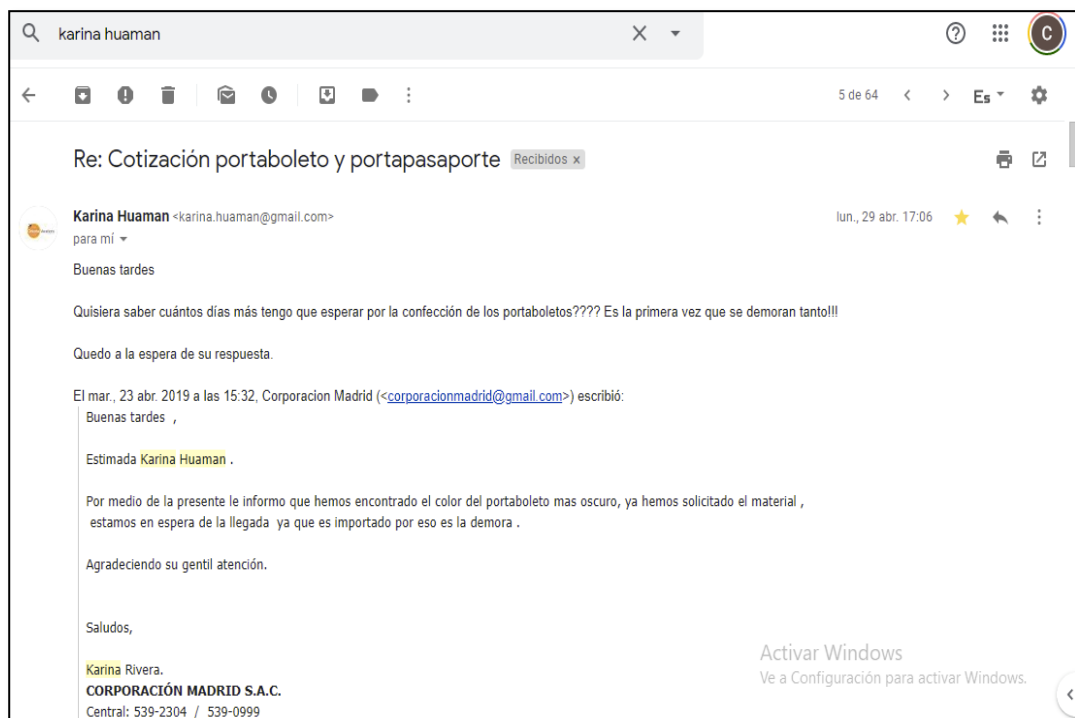 karina huaman
C
5 de 64
Es
Re: Cotización portaboleto y portapasaporte Recibidos x
Karina Huaman <karina.huaman@gmail.com> lun., 29 abr. 17:06
para mí
Buenas tardes
Quisiera saber cuántos días más tengo que esperar por la confección de los portaboletos???? Es la primera vez que se demoran tanto!!!
Quedo a la espera de su respuesta.
El mar., 23 abr. 2019 a las 15:32, Corporacion Madrid (<corporacionmadrid@gmail.com>) escribió:
Buenas tardes ,
Estimada Karina Huaman .
Por medio de la presente le informo que hemos encontrado el color del portaboleto mas oscuro, ya hemos solicitado el material ,
estamos en espera de la llegada ya que es importado por eso es la demora .
Agradeciendo su gentil atención.
Saludos,
Karina Rivera.
CORPORACIÓN MADRID S.A.C.
Central: 539-2304 / 539-0999
Activar Windows
Ve a Configuración para activar Windows.